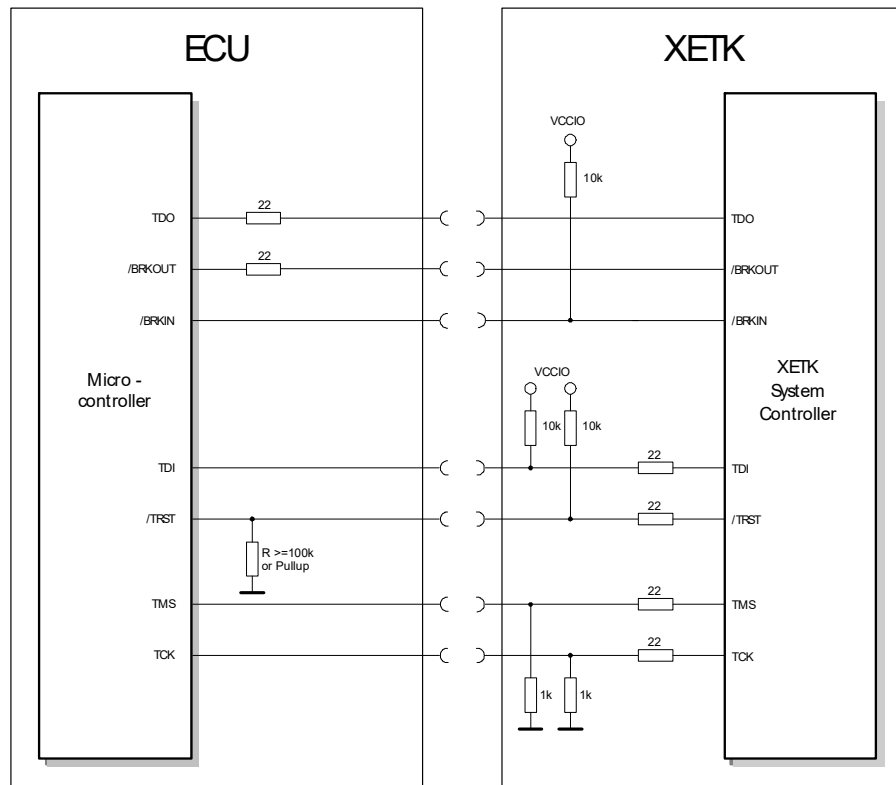 ECU
XETK
VCCIO
10k
22
TDO
TDO
22
/BRKOUT
/BRKOUT
/BRKIN
/BRKIN
Micro -
controller
XETK
System
Controller
VCCIO
10k
10k
22
TDI
TDI
22
/TRST
/TRST
R >=100k
or Pullup
22
TMS
TMS
22
TCK
TCK
1k
1k